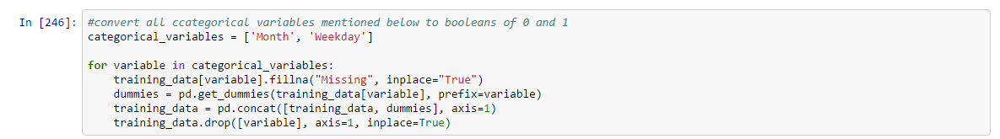 In [246]: #convert all ccategorical variables mentioned below to booleans of 0 and 1
categorical_variables = ['Month', 'Weekday']
for variable in categorical_variables:
training_data[variable].fillna("Missing", inplace="True")
dummies = pd.get_dummies(training_data[variable], prefix=variable)
training_data = pd.concat([training_data, dummies], axis=1)
training_data.drop([variable], axis=1, inplace=True)